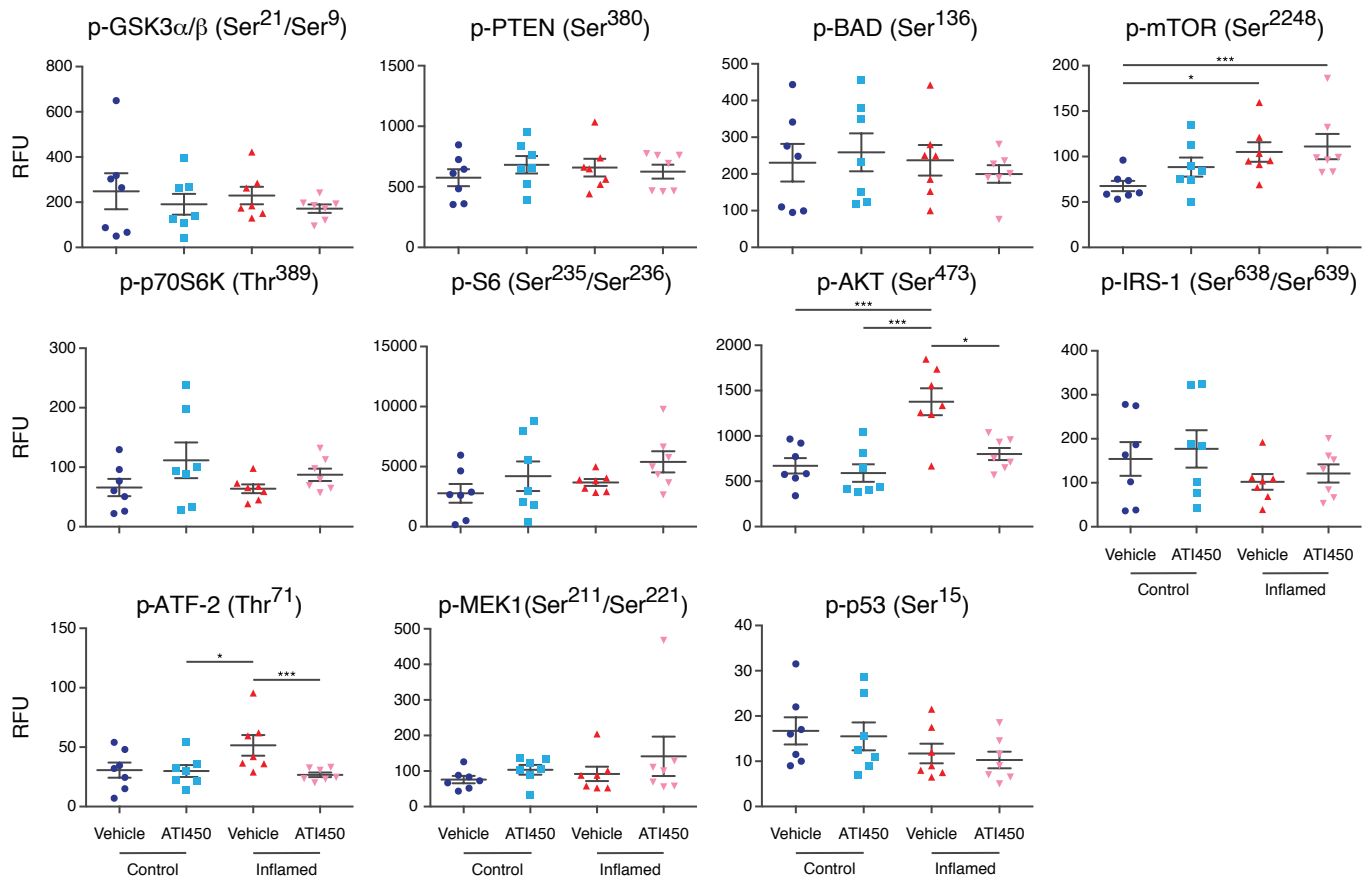 p-GSK3α/β (Ser21/Ser9)
p-PTEN (Ser380)
p-BAD (Ser136)
p-mTOR (Ser2248)
RFU
800
600
400
200
0
1500
1000
500
0
500
400
300
200
100
0
200
150
100
50
0
***
*
p-p70S6K (Thr389)
p-S6 (Ser235/Ser236)
p-AKT (Ser473)
p-IRS-1 (Ser638/Ser639)
RFU
300
200
100
0
15000
10000
5000
0
2000
1500
1000
500
0
***
***
*
400
300
200
100
0
Vehicle ATI450 Vehicle ATI450
Control Inflamed
p-ATF-2 (Thr71)
p-MEK1(Ser211/Ser221)
p-p53 (Ser15)
RFU
150
100
50
0
*
***
500
400
300
200
100
0
40
30
20
10
0
Vehicle ATI450 Vehicle ATI450
Control Inflamed
Vehicle ATI450 Vehicle ATI450
Control Inflamed
Vehicle ATI450 Vehicle ATI450
Control Inflamed